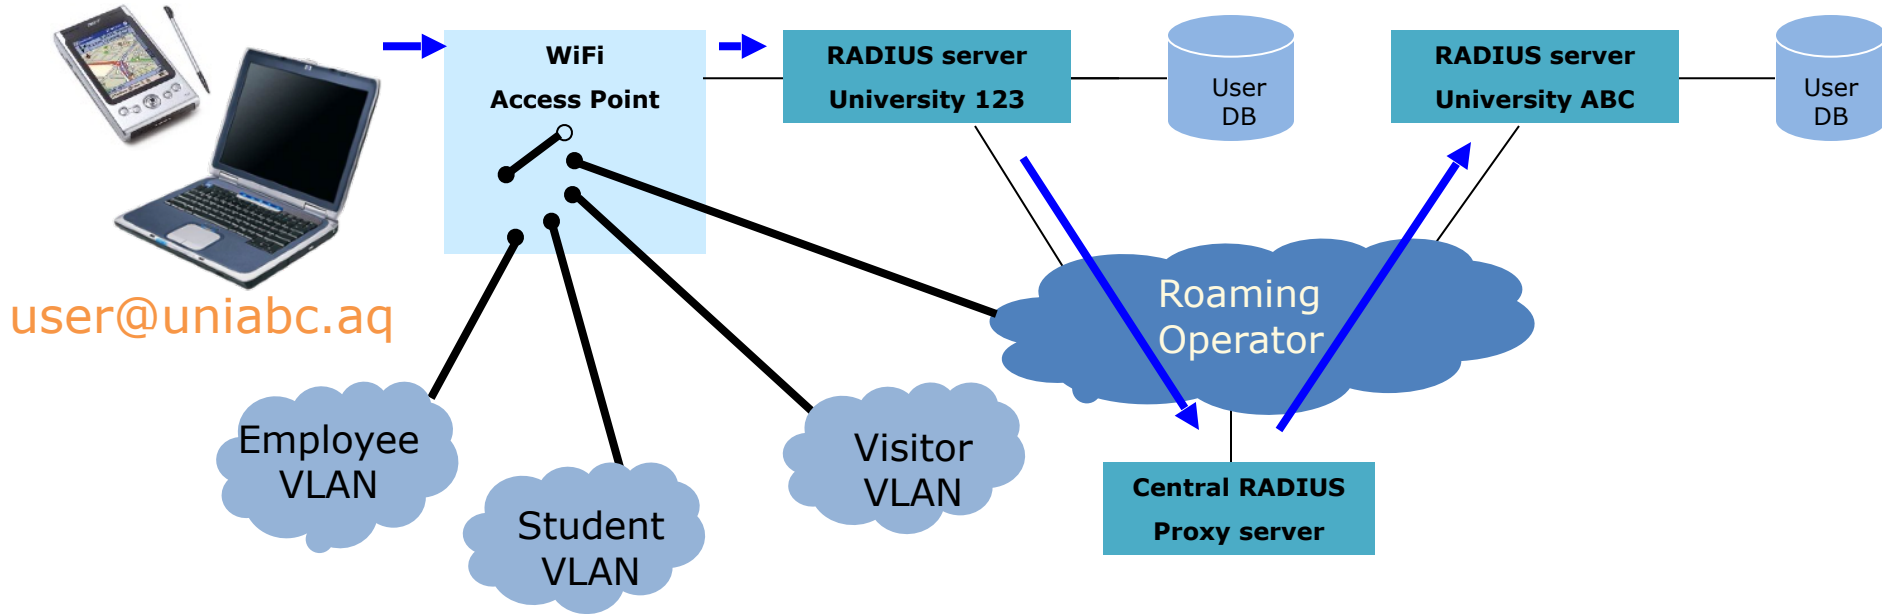 WiFi
Access Point
RADIUS server
University 123
User
DB
RADIUS server
University ABC
User
DB
user@uniabc.aq
Roaming
Operator
Employee
VLAN
Student
VLAN
Visitor
VLAN
Central RADIUS
Proxy server